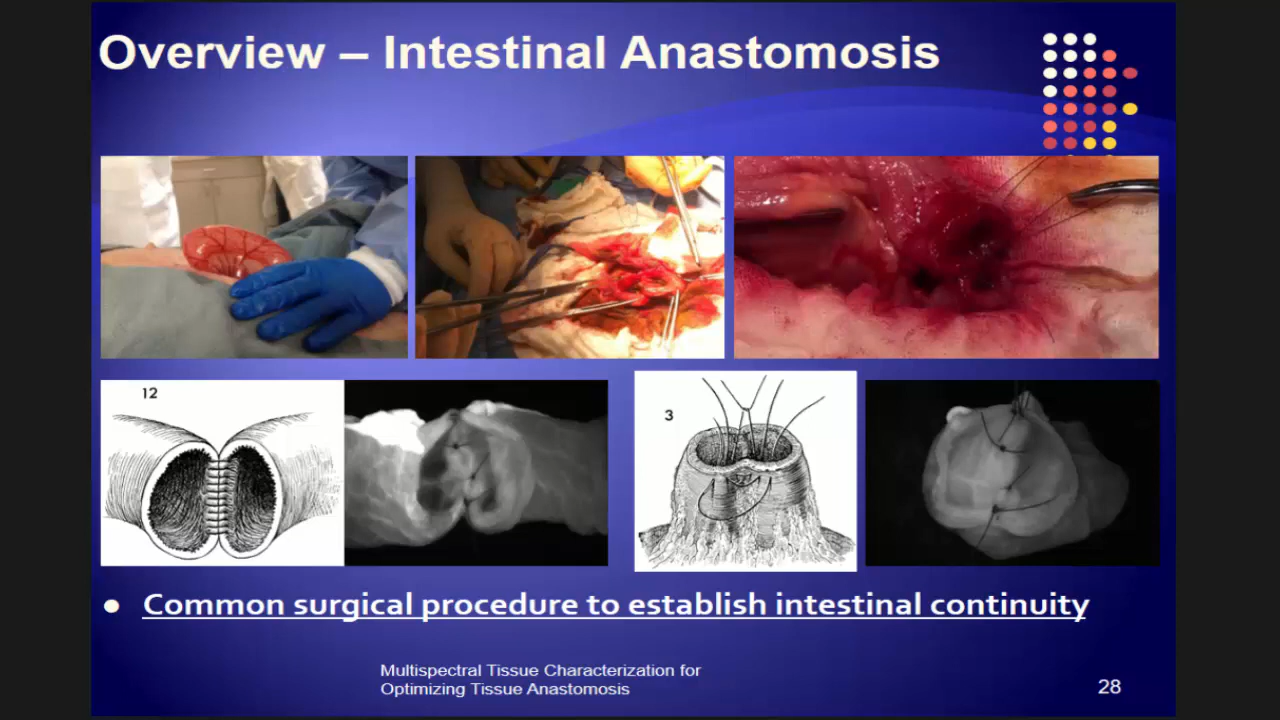 Overview – Intestinal Anastomosis
12
3
● Common surgical procedure to establish intestinal continuity
Multispectral Tissue Characterization for
Optimizing Tissue Anastomosis
28